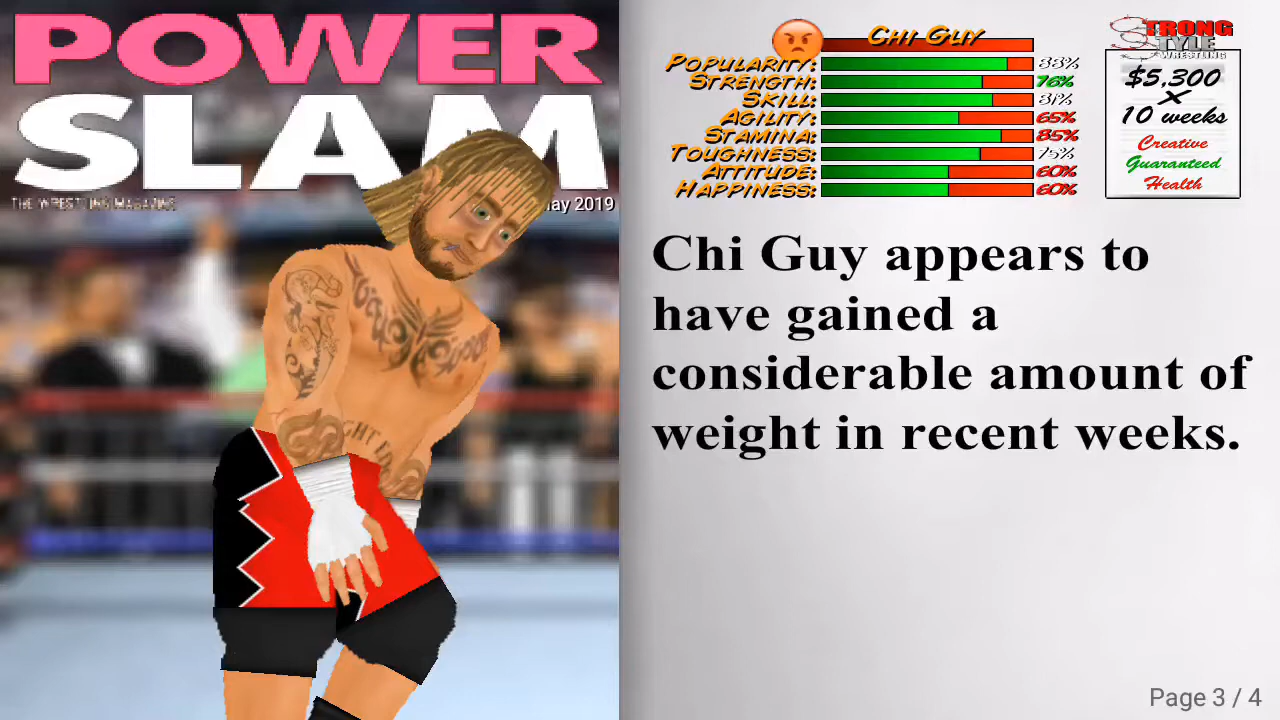 POWER
SLAM
THE WRESTLING MAGAZINE
ay 2019
CHI GUY
POPULARITY: 88%
STRENGTH: 76%
SKILL: 81%
AGILITY: 65%
STAMINA: 85%
TOUGHNESS: 75%
ATTITUDE: 60%
HAPPINESS: 60%
STRONG
STYLE
WRESTLING
$5,300
X
10 weeks
Creative
Guaranteed
Health
Chi Guy appears to
have gained a
considerable amount of
weight in recent weeks.
Page 3 / 4